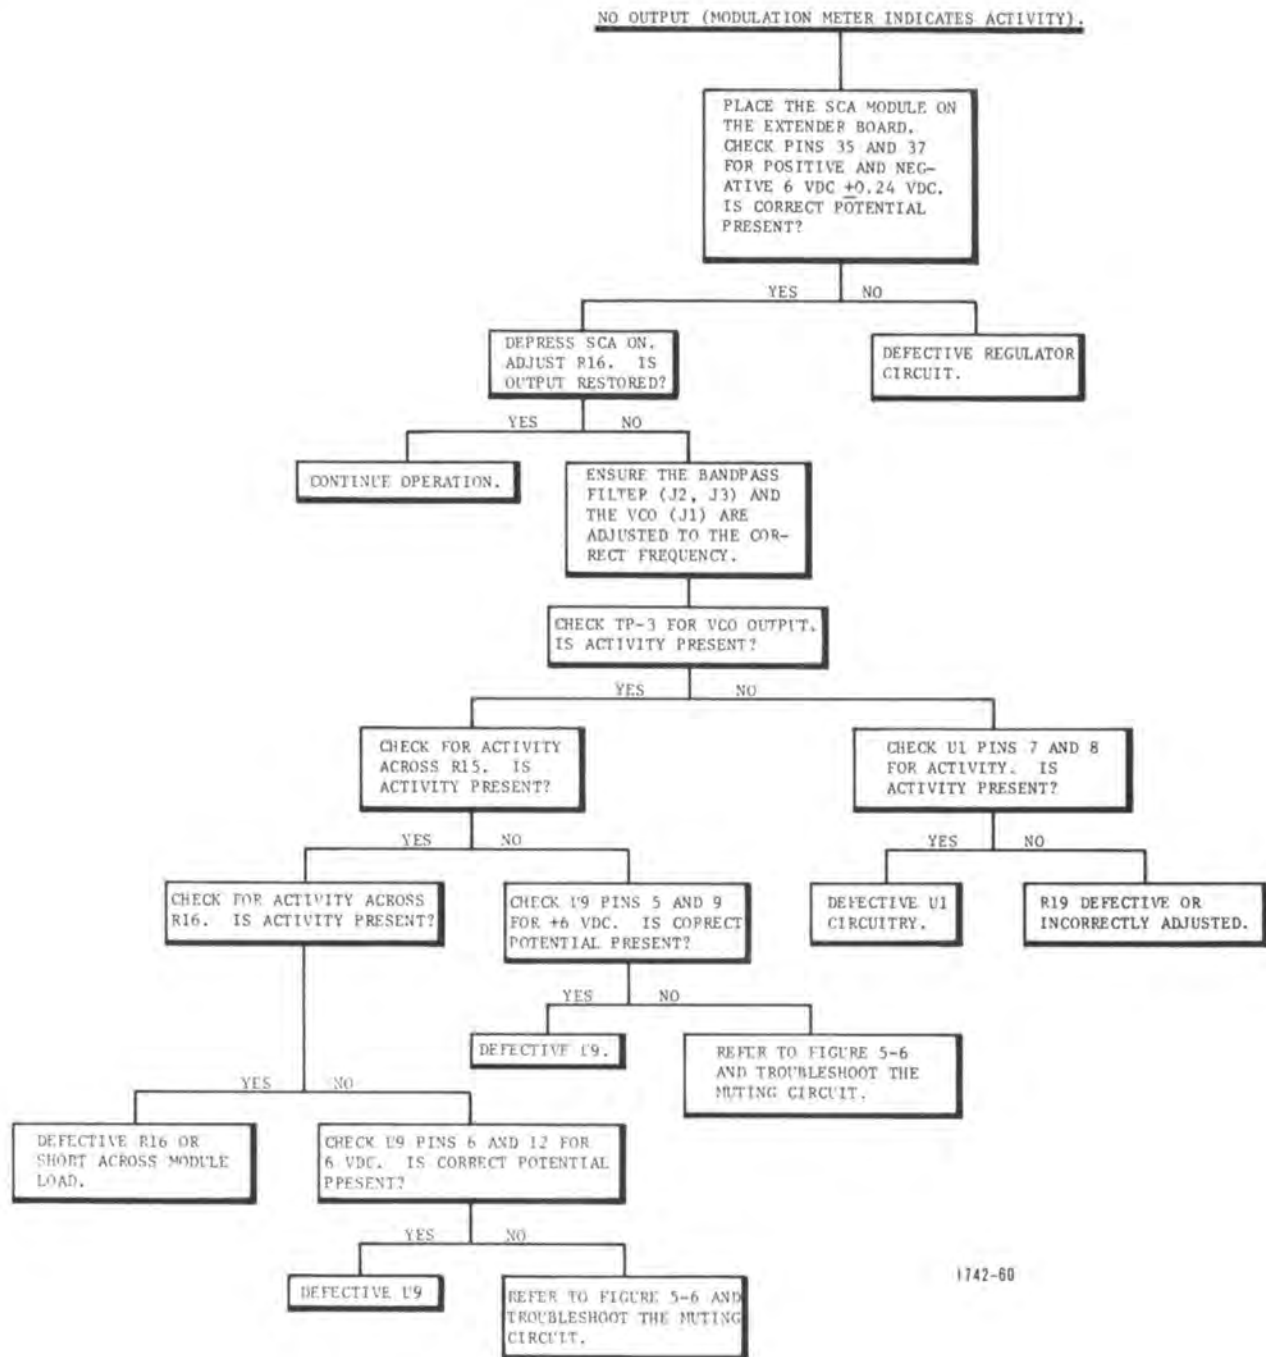 NO OUTPUT (MODULATION METER INDICATES ACTIVITY).
PLACE THE SCA MODULE ON
THE EXTENDER BOARD.
CHECK PINS 35 AND 37
FOR POSITIVE AND NEG-
ATIVE 6 VDC ±0.24 VDC.
IS CORRECT POTENTIAL
PRESENT?
YES NO
DEPRESS SCA ON.
ADJUST R16. IS
OUTPUT RESTORED?
DEFECTIVE REGULATOR
CIRCUIT.
YES NO
CONTINUE OPERATION.
ENSURE THE BANDPASS
FILTER (J2, J3) AND
THE VCO (J1) ARE
ADJUSTED TO THE COR-
RECT FREQUENCY.
CHECK TP-3 FOR VCO OUTPUT.
IS ACTIVITY PRESENT?
YES NO
CHECK FOR ACTIVITY
ACROSS R15. IS
ACTIVITY PRESENT?
CHECK U1 PINS 7 AND 8
FOR ACTIVITY. IS
ACTIVITY PRESENT?
YES NO
YES NO
CHECK FOR ACTIVITY ACROSS
R16. IS ACTIVITY PRESENT?
CHECK U9 PINS 5 AND 9
FOR +6 VDC. IS CORRECT
POTENTIAL PRESENT?
DEFECTIVE U1
CIRCUITRY.
R19 DEFECTIVE OR
INCORRECTLY ADJUSTED.
YES NO
DEFECTIVE U9.
REFER TO FIGURE 5-6
AND TROUBLESHOOT THE
MUTING CIRCUIT.
YES NO
DEFECTIVE R16 OR
SHORT ACROSS MODULE
LOAD.
CHECK U9 PINS 6 AND 12 FOR
6 VDC. IS CORRECT POTENTIAL
PRESENT?
YES NO
DEFECTIVE U9
REFER TO FIGURE 5-6 AND
TROUBLESHOOT THE MUTING
CIRCUIT.
1742-60